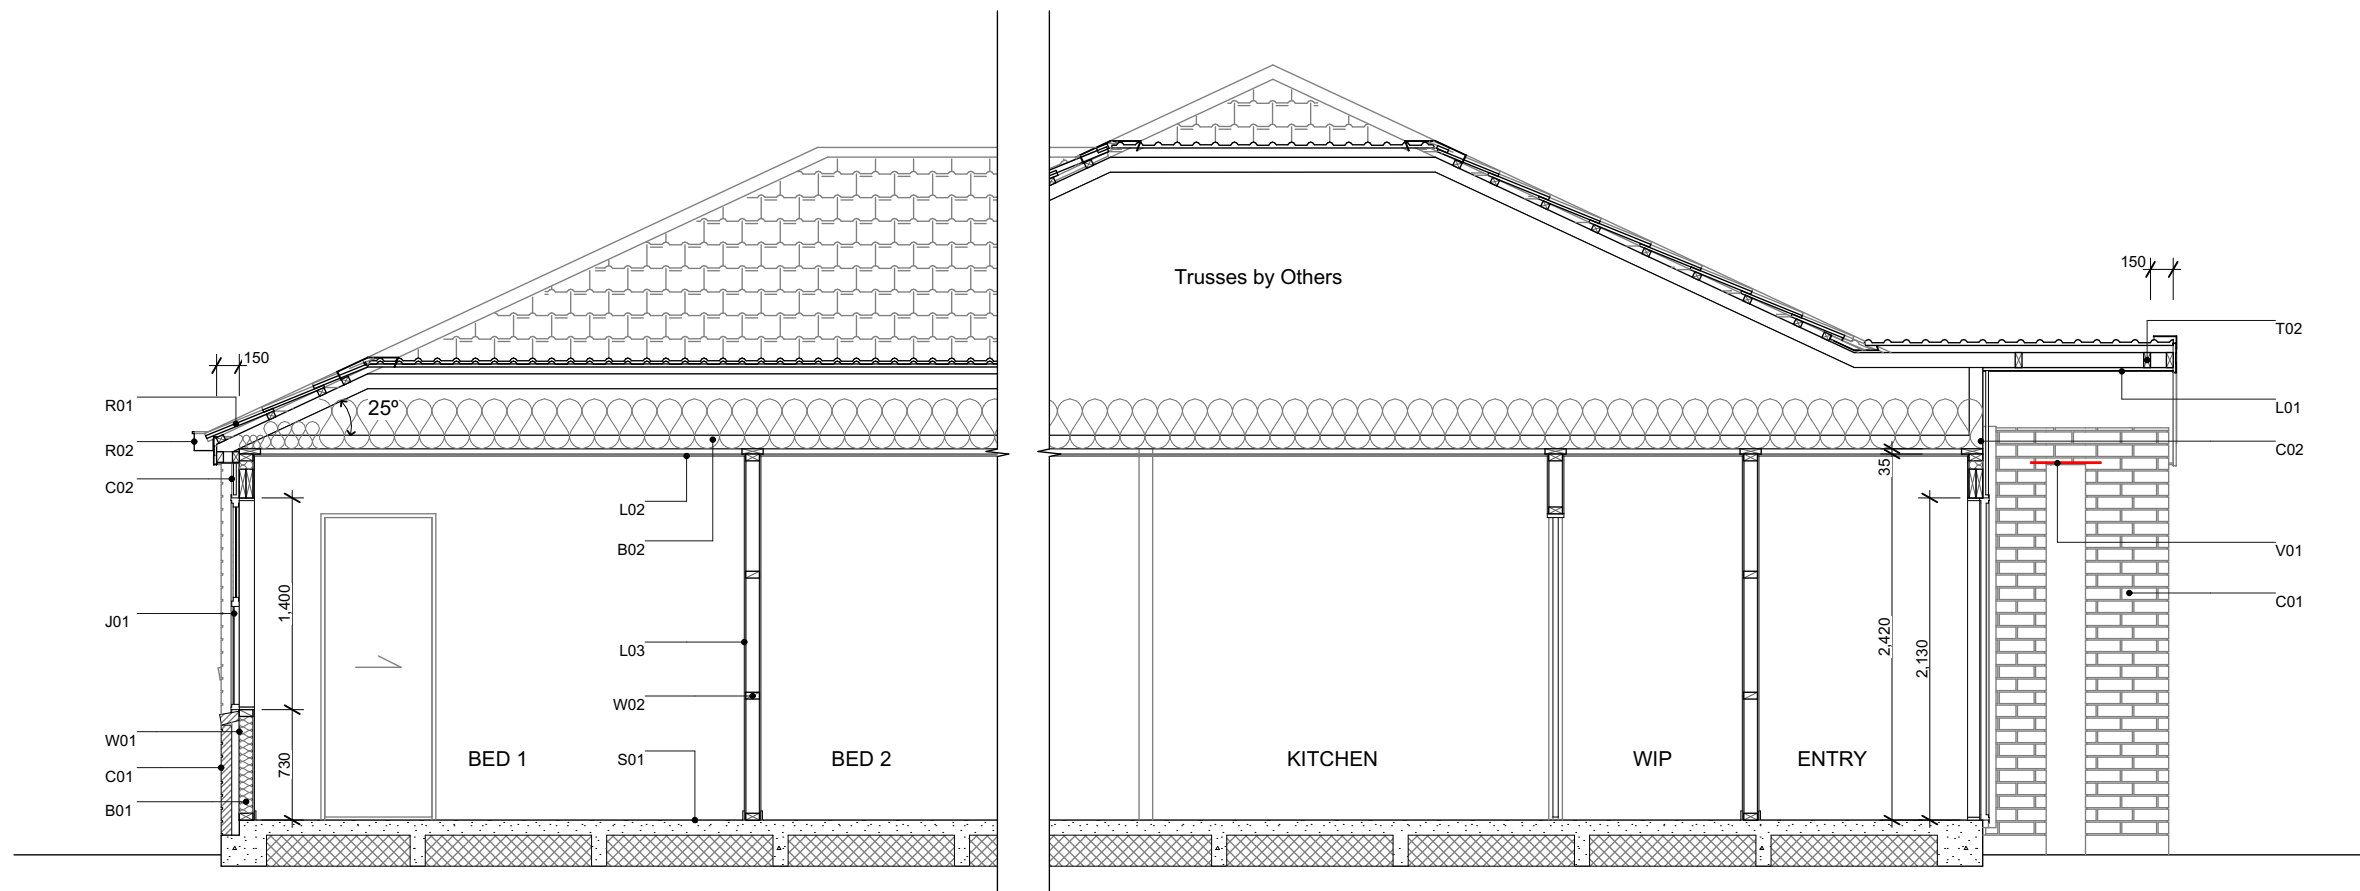 Trusses by Others
150
T02
150
R01
25º
L01
R02
C02
C02
35
L02
B02
V01
1,400
C01
J01
L03
2,420
2,130
W02
W01
730
BED 1
S01
BED 2
KITCHEN
WIP
ENTRY
C01
B01